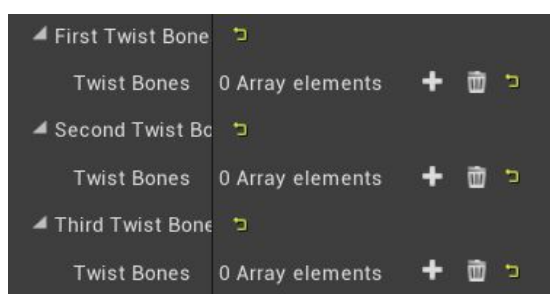 First Twist Bone
Twist Bones 0 Array elements
Second Twist Bo
Twist Bones 0 Array elements
Third Twist Bone
Twist Bones 0 Array elements